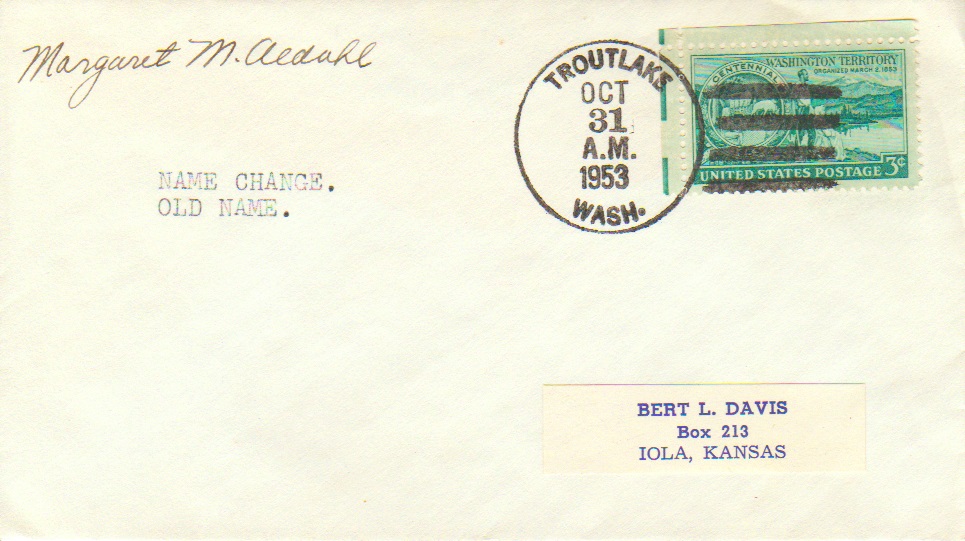 Margaret M.
TROUTLAKE
OCT
31
A.M.
1953
WASH.
CENTENNIAL
WASHINGTON TERRITORY
ORGANIZED MARCH 2, 1853
UNITED STATES POSTAGE 3¢
NAME CHANGE.
OLD NAME.
BERT L. DAVIS
Box 213
IOLA, KANSAS